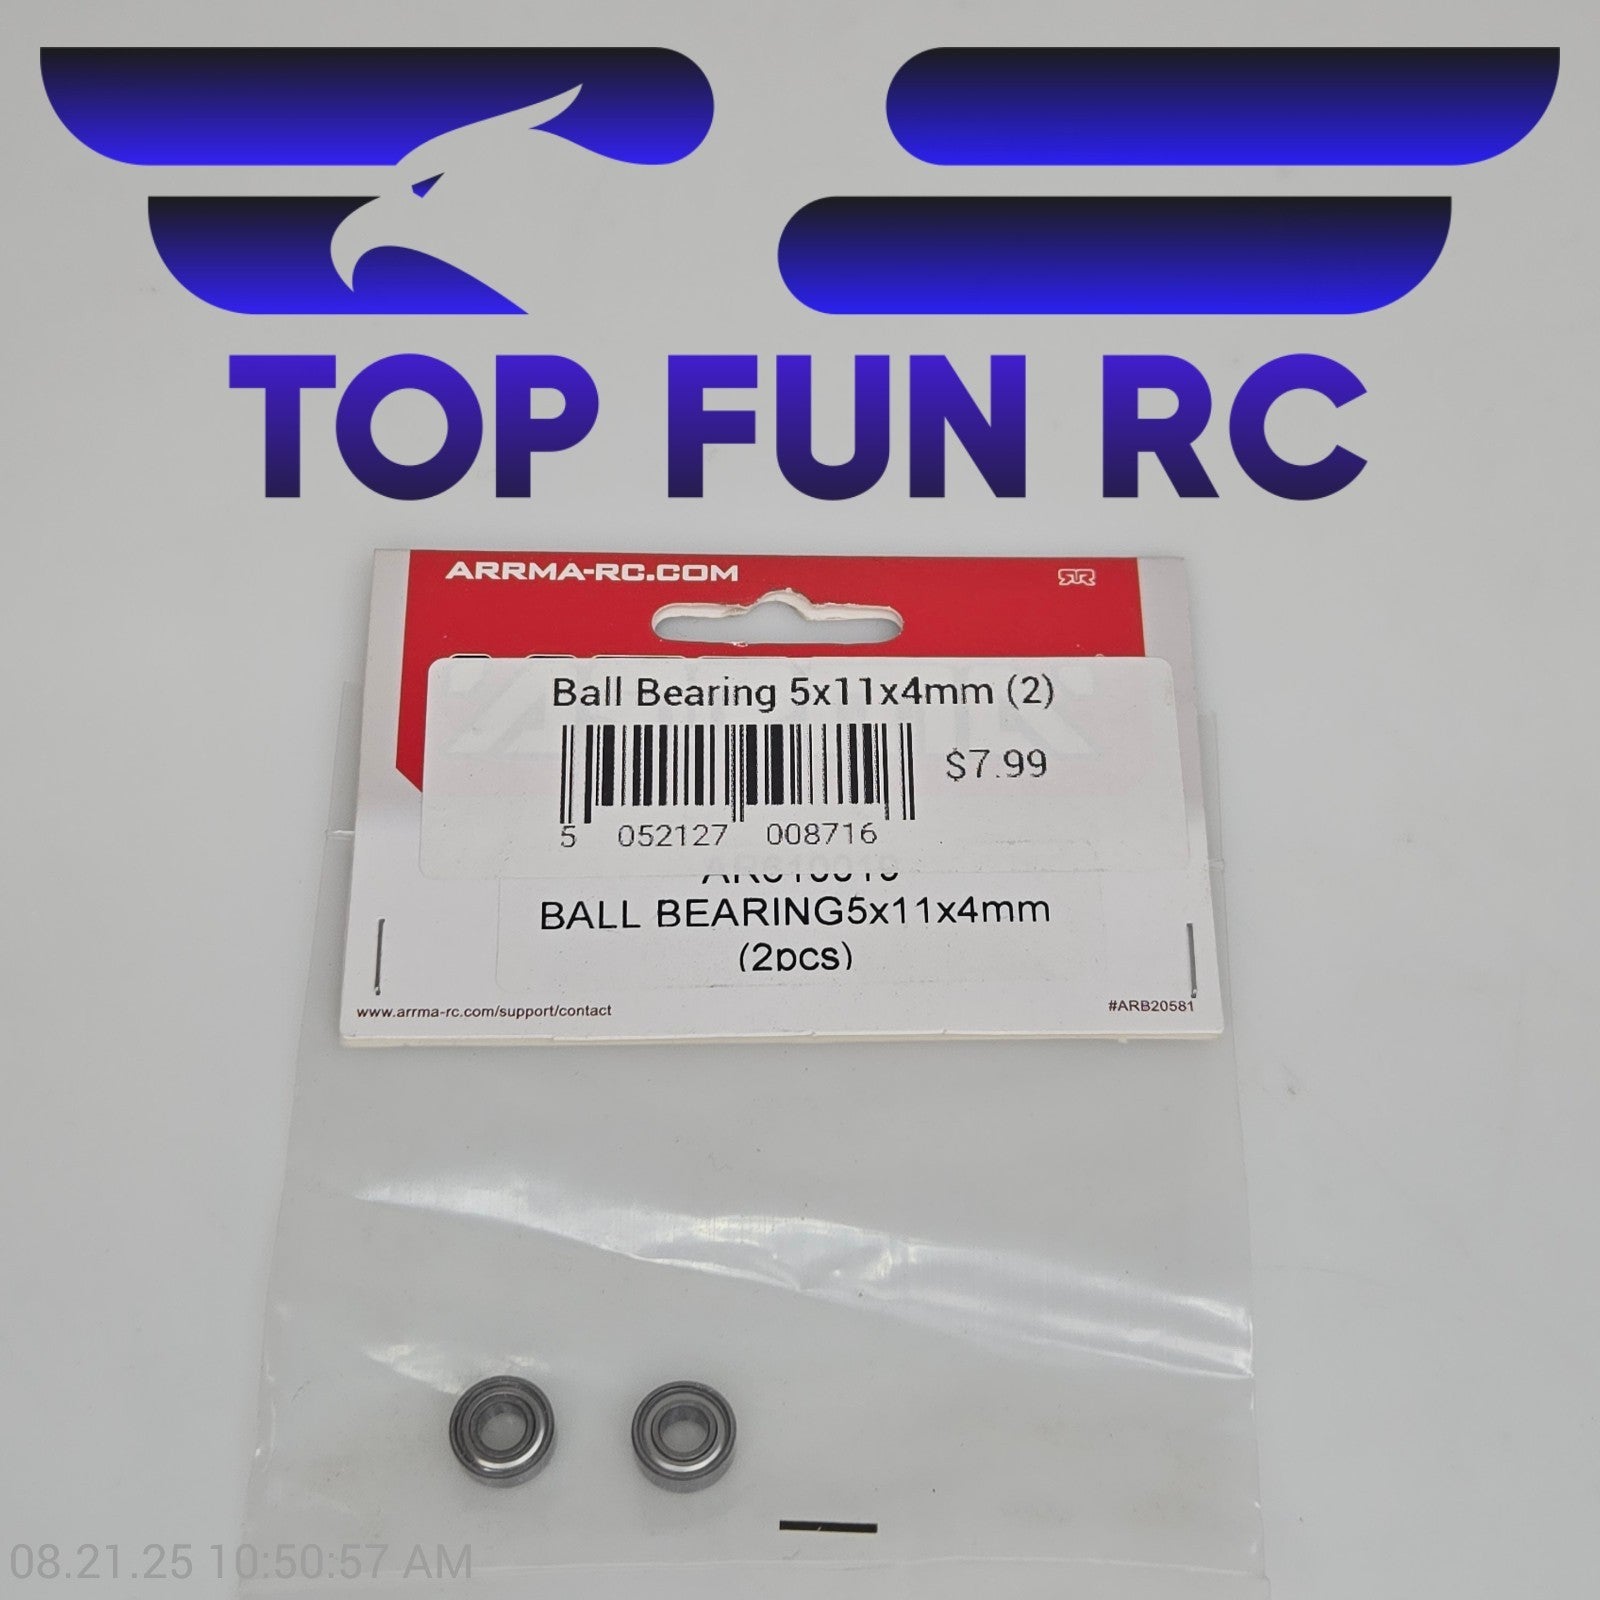 TOP FUN RC
ARRMA-RC.COM
Ball Bearing 5x11x4mm (2)
$7.99
5 052127 008716
BALL BEARING5x11x4mm
(2pcs)
www.arrma-rc.com/support/contact
#ARB20581
08.21.25 10:50:57 AM